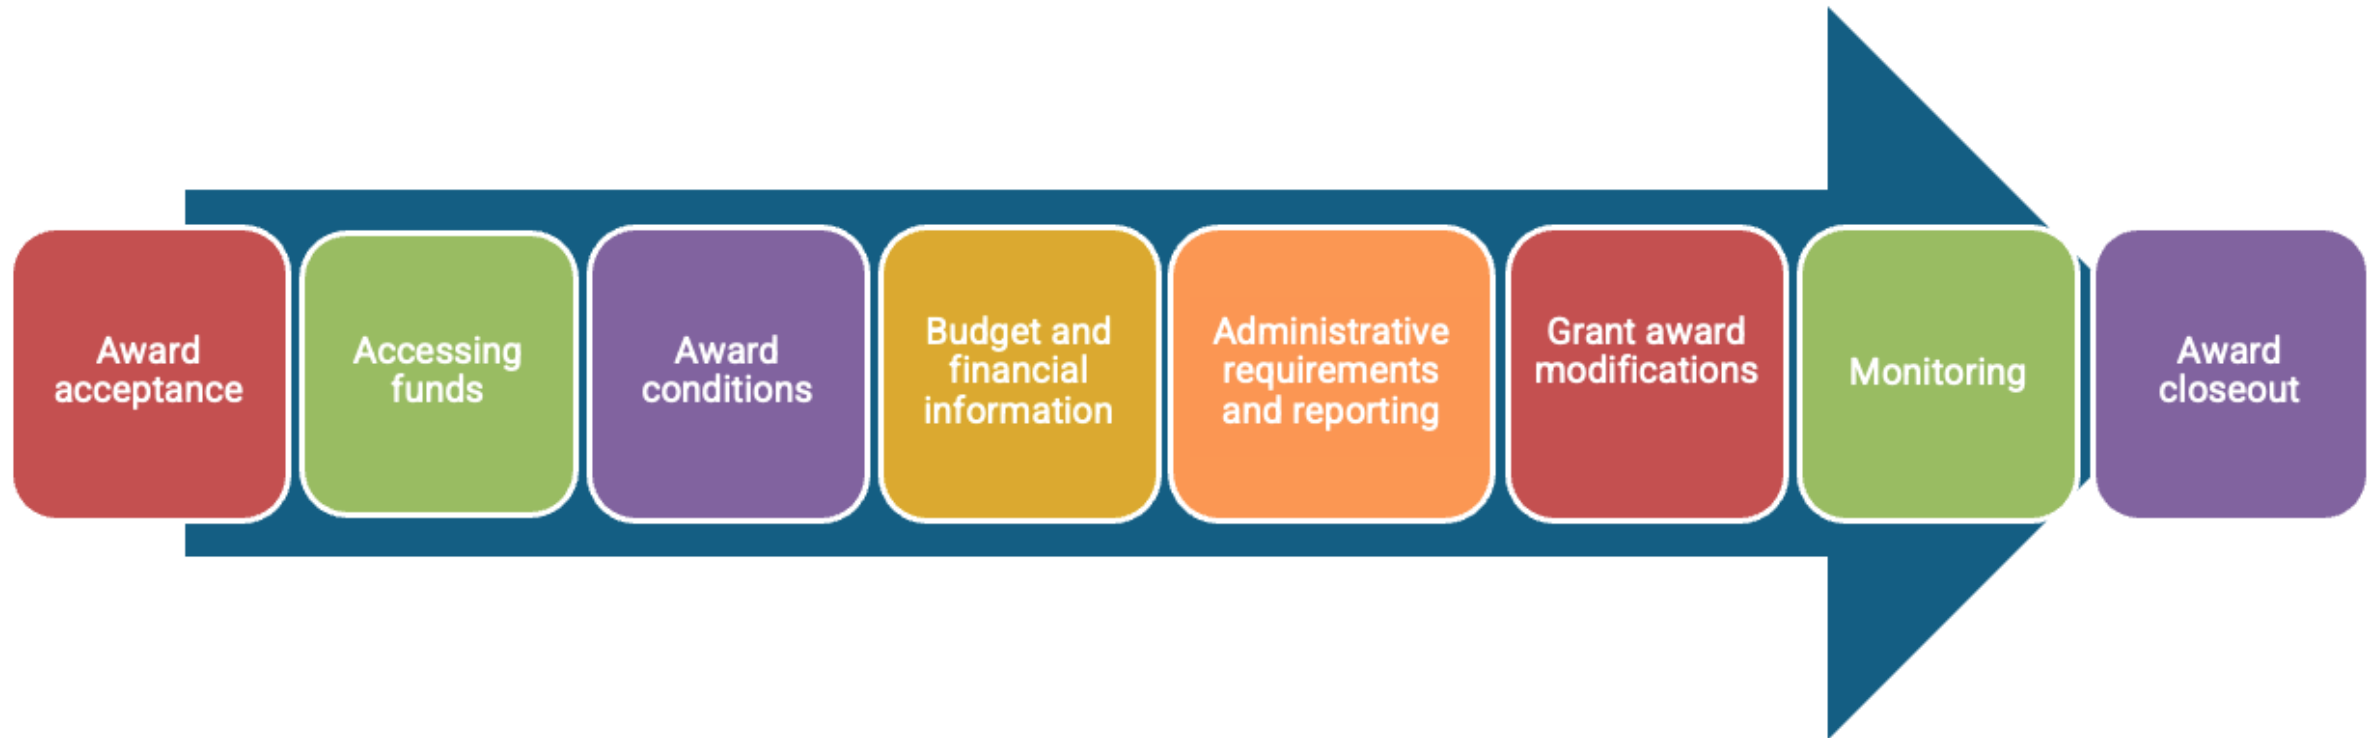 Award
acceptance
Accessing
funds
Award
conditions
Budget and
financial
information
Administrative
requirements
and reporting
Grant award
modifications
Monitoring
Award
closeout